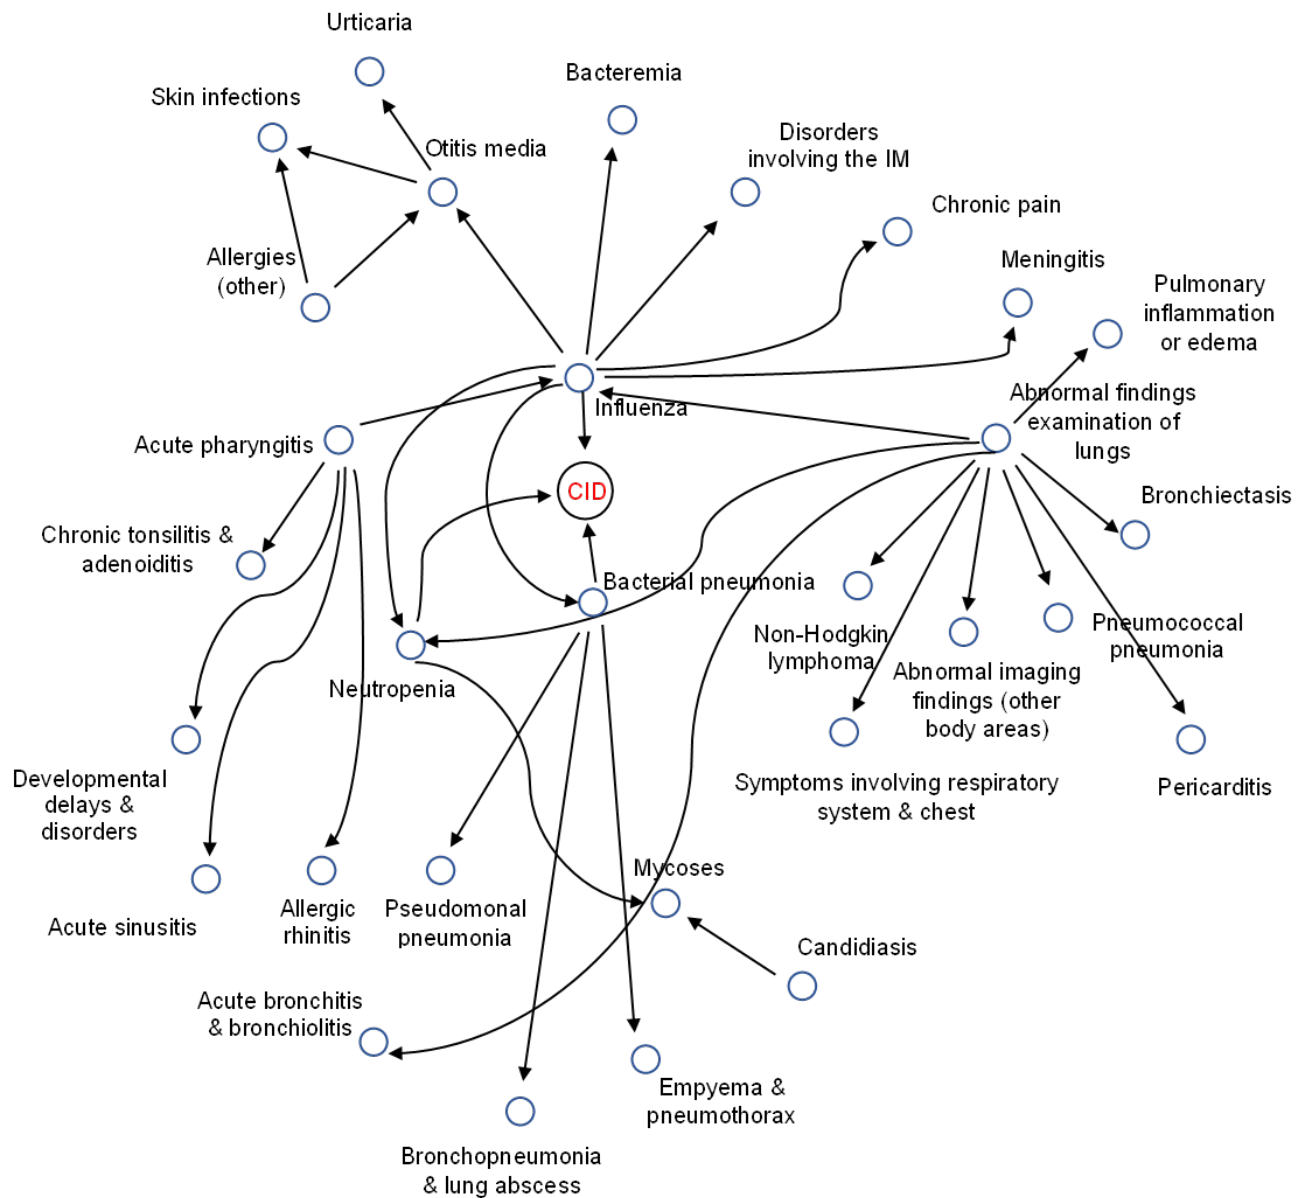 Urticaria
Bacteremia
Skin infections
Disorders
involving the IM
Otitis media
Chronic pain
Allergies
(other)
Meningitis
Pulmonary
inflammation
or edema
Influenza
Abnormal findings
examination of
lungs
Acute pharyngitis
CID
Bronchiectasis
Chronic tonsilitis &
adenoiditis
Bacterial pneumonia
Non-Hodgkin
lymphoma
Pneumococcal
pneumonia
Abnormal imaging
findings (other
body areas)
Neutropenia
Developmental
delays &
disorders
Symptoms involving respiratory
system & chest
Pericarditis
Mycoses
Acute sinusitis
Allergic
rhinitis
Pseudomonal
pneumonia
Candidiasis
Acute bronchitis
& bronchiolitis
Empyema &
pneumothorax
Bronchopneumonia
& lung abscess